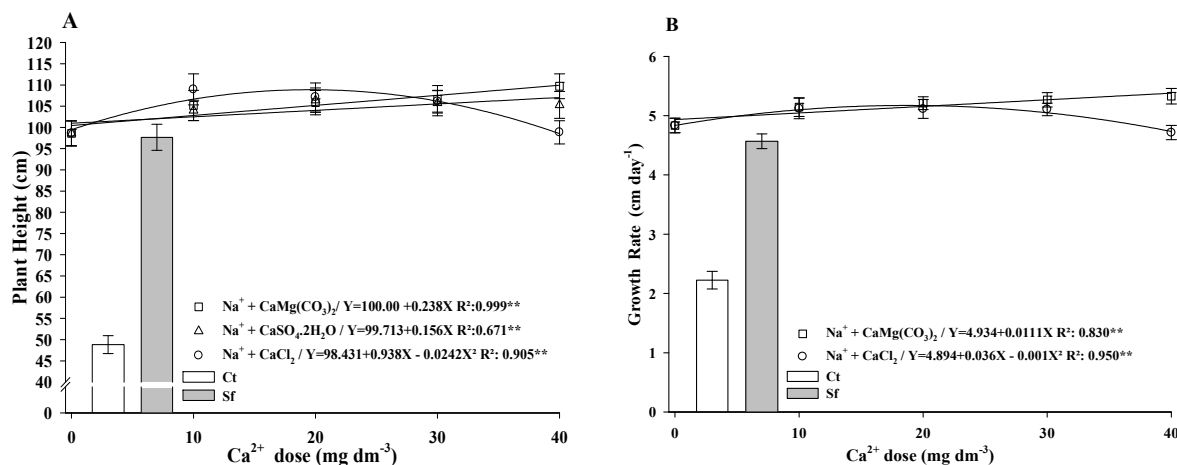 A
Plant Height (cm)
120
115
110
105
100
95
90
85
80
75
70
65
60
55
50
45
40
0
Na⁺ + CaMg(CO₃)₂/ Y=100.00 +0.238X R²:0.999**
Na⁺ + CaSO₄.2H₂O / Y=99.713+0.156X R²:0.671**
Na⁺ + CaCl₂ / Y=98.431+0.938X - 0.0242X² R²: 0.905**
Ct
Sf
0 10 20 30 40
Ca²⁺ dose (mg dm⁻³)
B
Growth Rate (cm day⁻¹)
6
5
4
3
2
1
0
Na⁺ + CaMg(CO₃)₂ / Y=4.934+0.0111X R²: 0.830**
Na⁺ + CaCl₂ / Y=4.894+0.036X - 0.001X² R²: 0.950**
Ct
Sf
0 10 20 30 40
Ca²⁺ dose (mg dm⁻³)